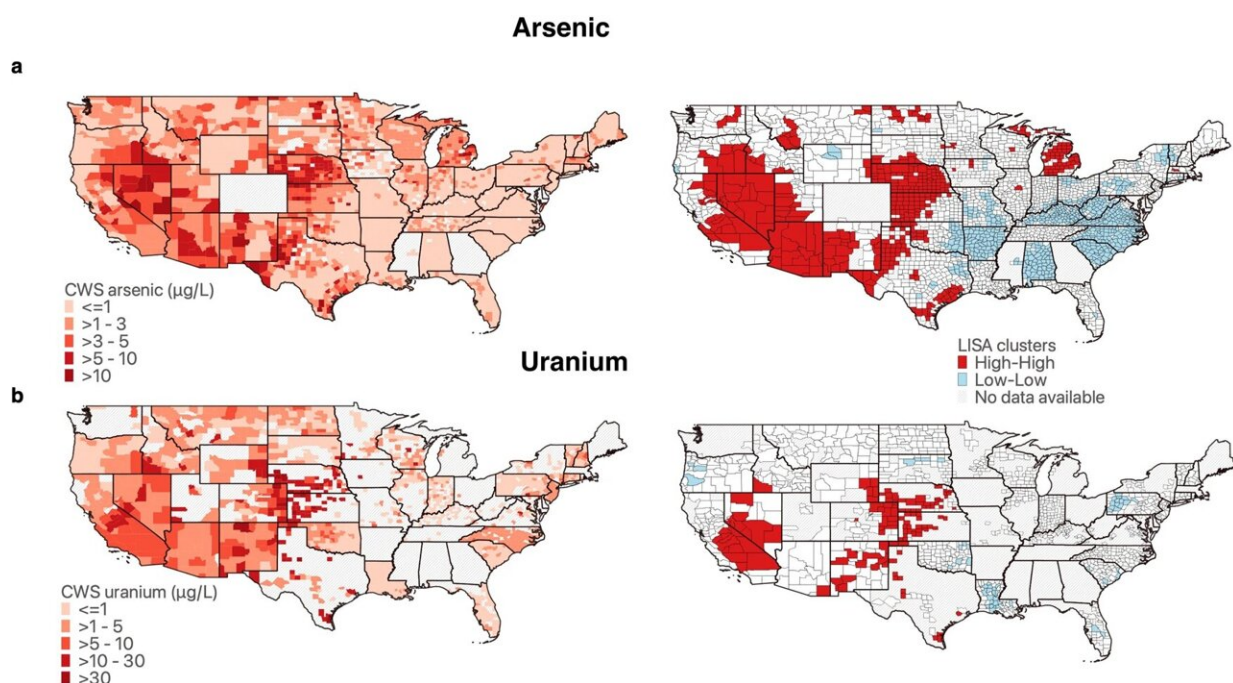 Arsenic
a
CWS arsenic (µg/L)
<=1
>1 - 3
>3 - 5
>5 - 10
>10
LISA clusters
High-High
Low-Low
No data available
Uranium
b
CWS uranium (µg/L)
<=1
>1 - 5
>5 - 10
>10 - 30
>30